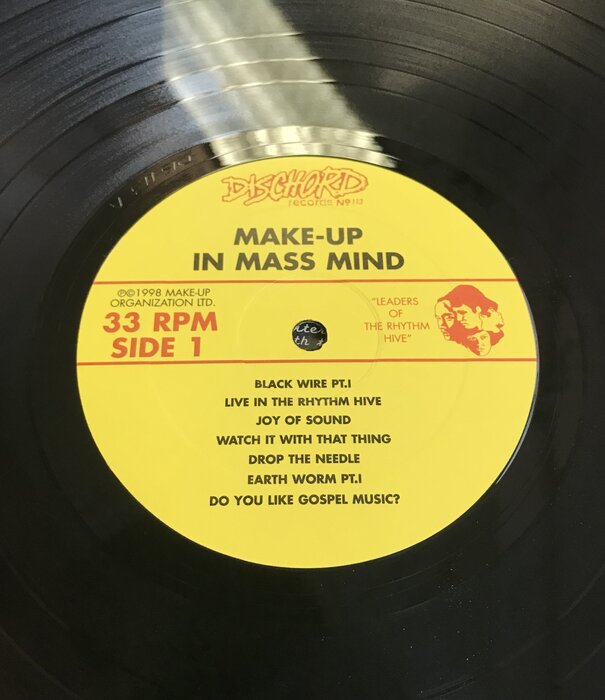 DISCHORD
records Nº 113
MAKE-UP
IN MASS MIND
℗©1998 MAKE-UP
ORGANIZATION LTD.
33 RPM
SIDE 1
"LEADERS
OF
THE RHYTHM
HIVE"
BLACK WIRE PT.I
LIVE IN THE RHYTHM HIVE
JOY OF SOUND
WATCH IT WITH THAT THING
DROP THE NEEDLE
EARTH WORM PT.I
DO YOU LIKE GOSPEL MUSIC?